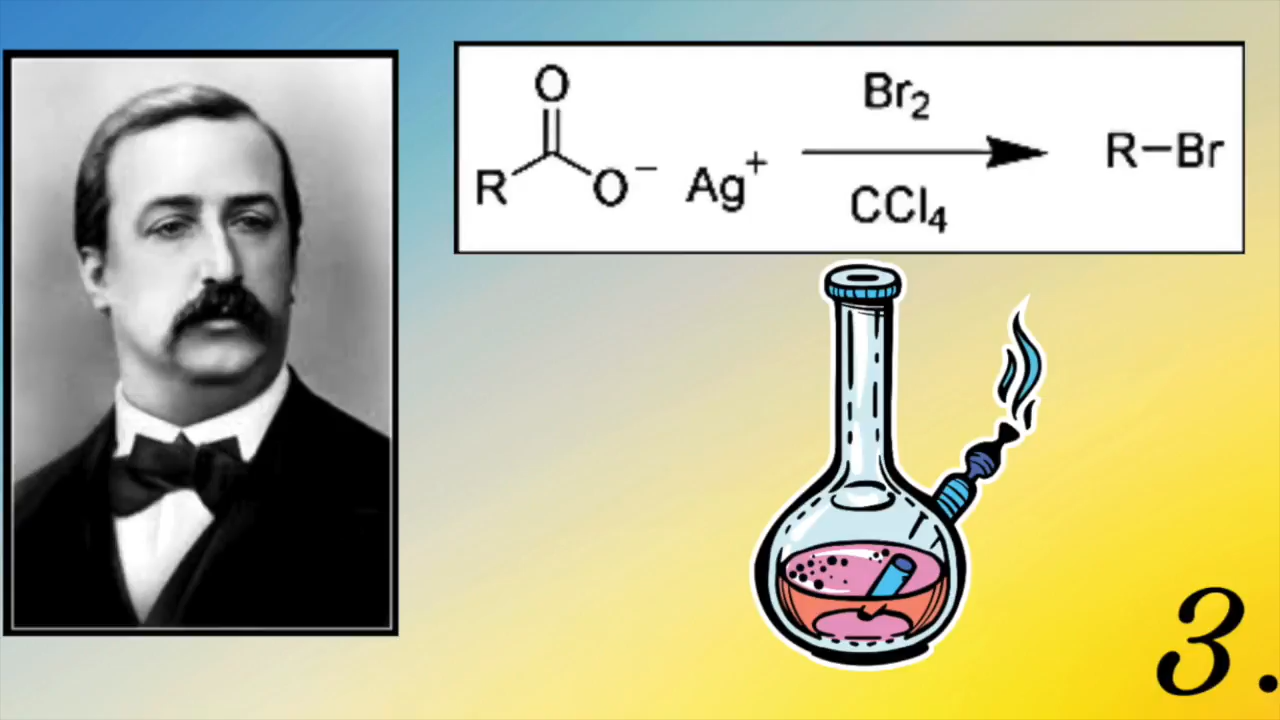 O
Br₂
R O⁻ Ag⁺ R–Br
CCl₄
3.